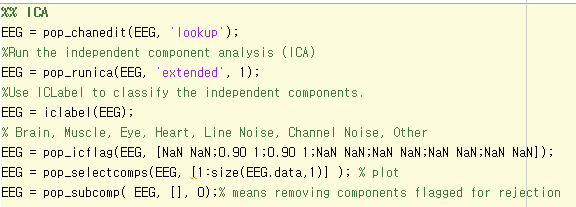 %% ICA
EEG = pop_chanedit(EEG, 'lookup');
%Run the independent component analysis (ICA)
EEG = pop_runica(EEG, 'extended', 1);
%Use ICLabel to classify the independent components.
EEG = iclabel(EEG);
% Brain, Muscle, Eye, Heart, Line Noise, Channel Noise, Other
EEG = pop_icflag(EEG, [NaN NaN;0.90 1;0.90 1;NaN NaN;NaN NaN;NaN NaN;NaN NaN]);
EEG = pop_selectcomps(EEG, [1:size(EEG.data,1)] ); % plot
EEG = pop_subcomp( EEG, [], 0);% means removing components flagged for rejection